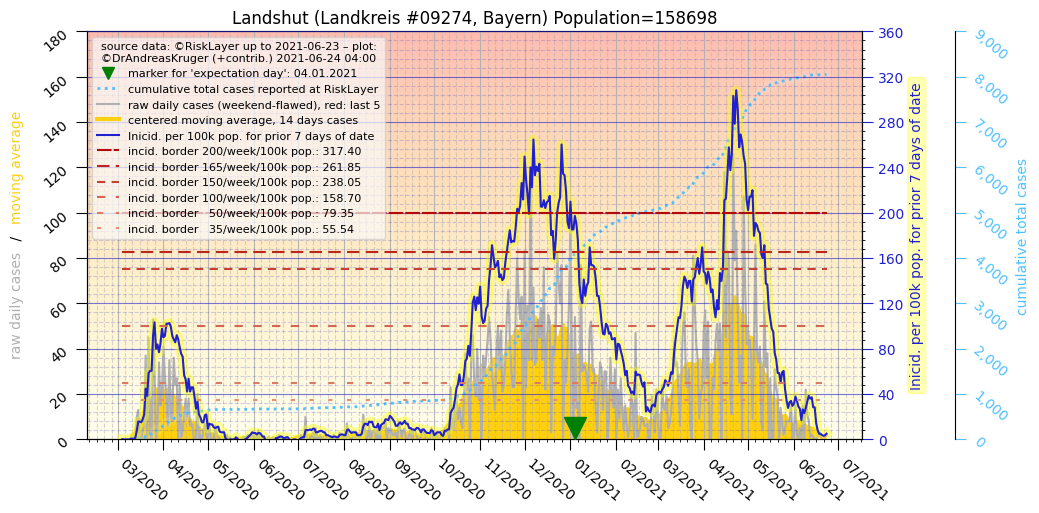 Landshut (Landkreis #09274, Bayern) Population=158698
source data: ©RiskLayer up to 2021-06-23 – plot:
©DrAndreasKruger (+contrib.) 2021-06-24 04:00
marker for 'expectation day': 04.01.2021
cumulative total cases reported at RiskLayer
raw daily cases (weekend-flawed), red: last 5
centered moving average, 14 days cases
Inicid. per 100k pop. for prior 7 days of date
incid. border 200/week/100k pop.: 317.40
incid. border 165/week/100k pop.: 261.85
incid. border 150/week/100k pop.: 238.05
incid. border 100/week/100k pop.: 158.70
incid. border   50/week/100k pop.: 79.35
incid. border   35/week/100k pop.: 55.54
raw daily cases  /  moving average
180
160
140
120
100
80
60
40
20
0
360
320
280
240
200
160
120
80
40
0
Inicid. per 100k pop. for prior 7 days of date
9,000
8,000
7,000
6,000
5,000
4,000
3,000
2,000
1,000
0
cumulative total cases
03/2020
04/2020
05/2020
06/2020
07/2020
08/2020
09/2020
10/2020
11/2020
12/2020
01/2021
02/2021
03/2021
04/2021
05/2021
06/2021
07/2021